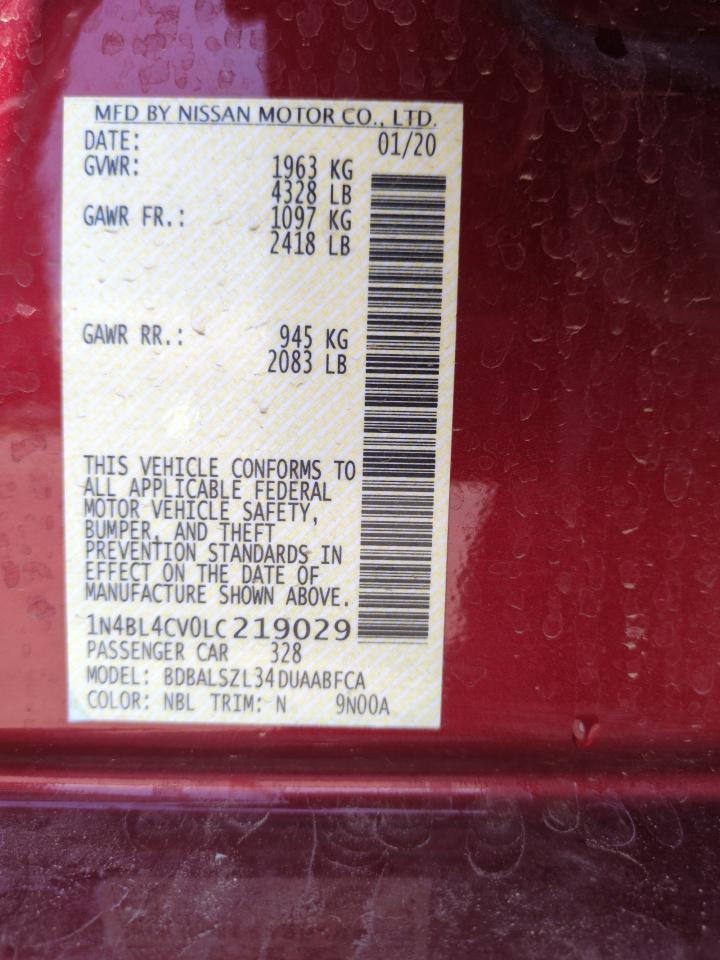 MFD BY NISSAN MOTOR CO., LTD.
DATE: 01/20
GVWR: 1963 KG
4328 LB
GAWR FR.: 1097 KG
2418 LB
GAWR RR.: 945 KG
2083 LB
THIS VEHICLE CONFORMS TO
ALL APPLICABLE FEDERAL
MOTOR VEHICLE SAFETY,
BUMPER, AND THEFT
PREVENTION STANDARDS IN
EFFECT ON THE DATE OF
MANUFACTURE SHOWN ABOVE.
1N4BL4CV0LC219029
PASSENGER CAR 328
MODEL: BDBALSZL34DUAABFCA
COLOR: NBL TRIM: N 9N00A